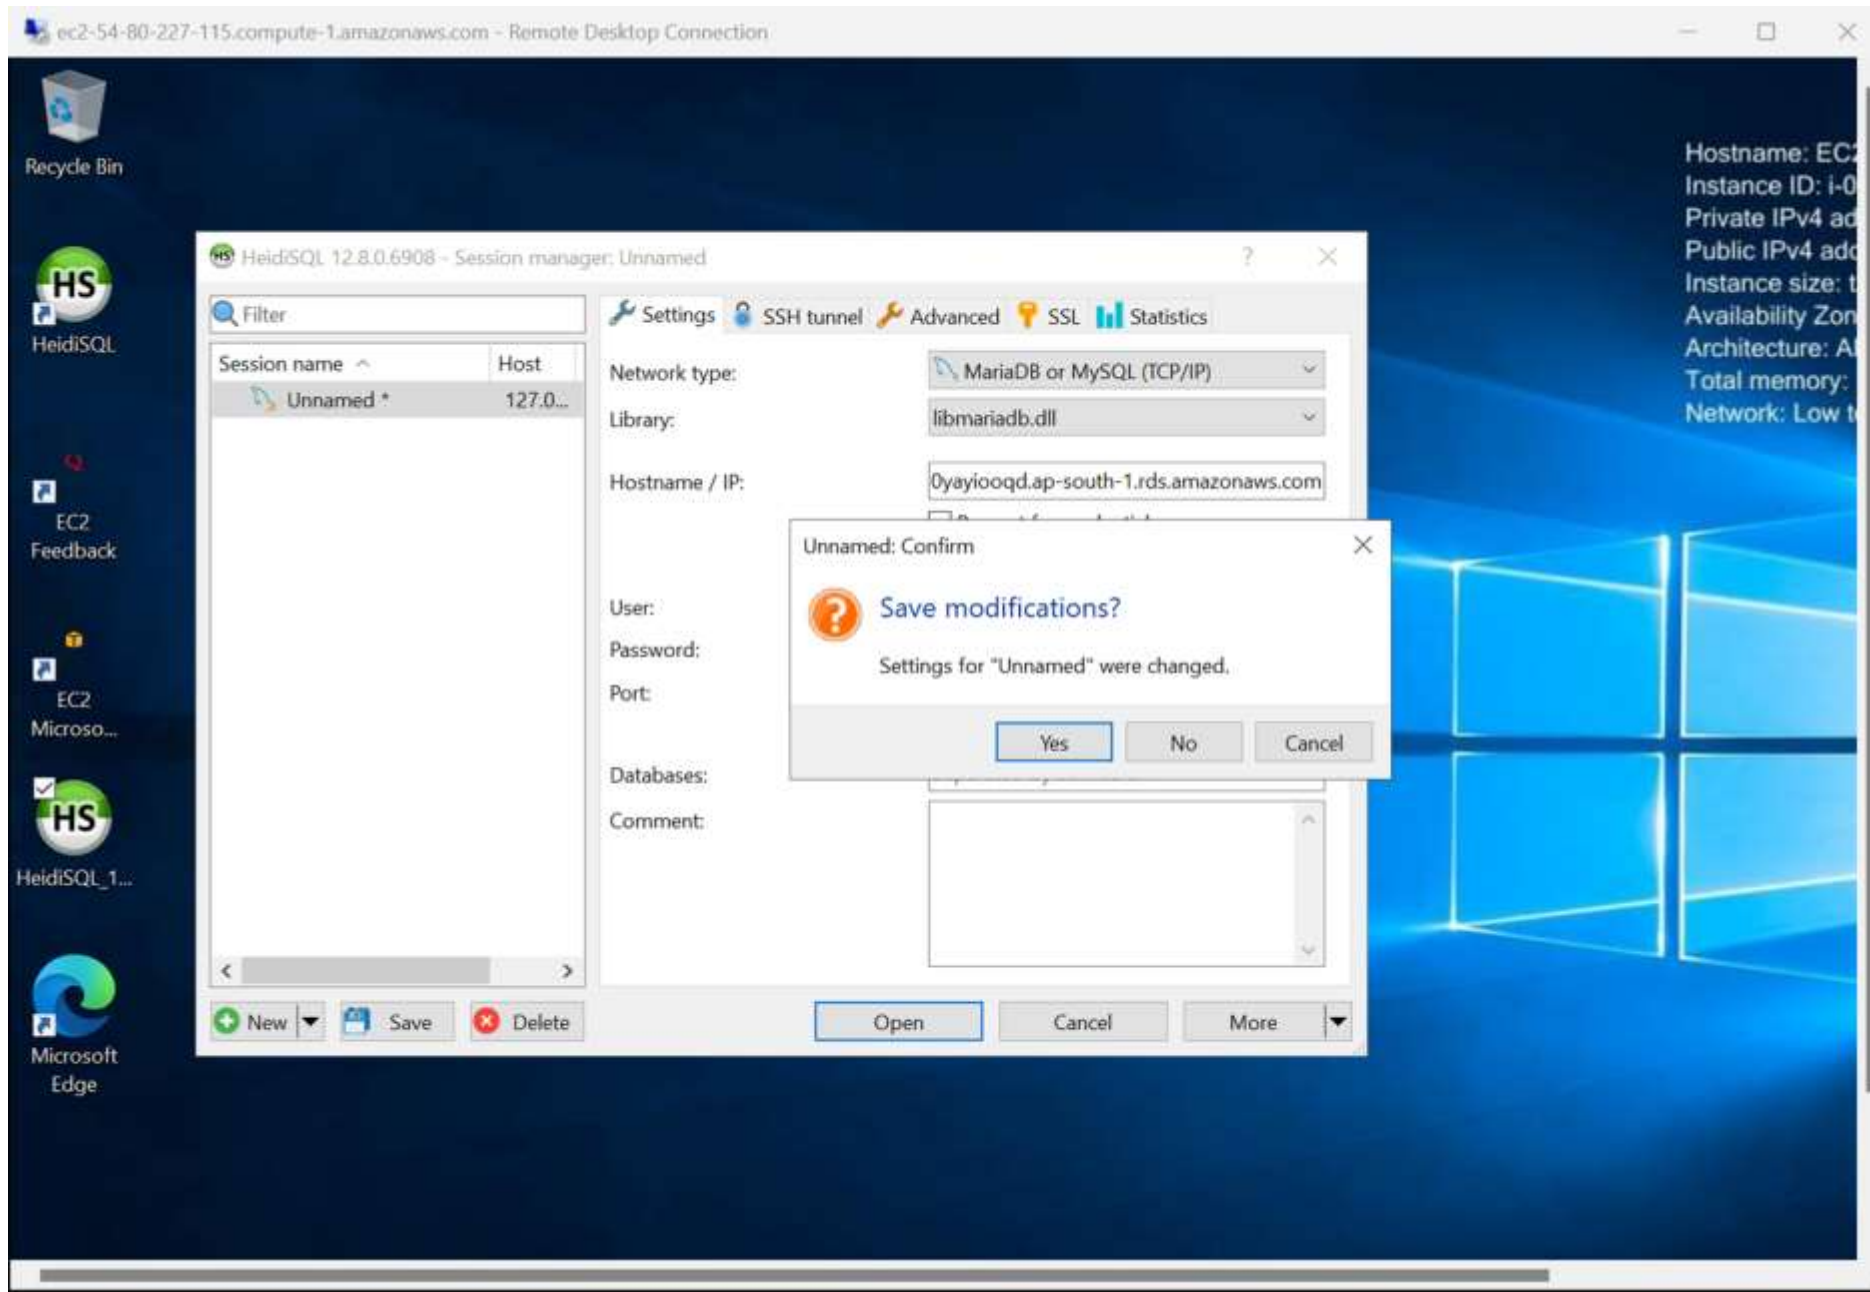 ec2-54-80-227-115.compute-1.amazonaws.com - Remote Desktop Connection
Recycle Bin
HeidiSQL
EC2
Feedback
EC2
Microso...
HeidiSQL_1...
Microsoft
Edge
Hostname: EC2
Instance ID: i-0
Private IPv4 ad
Public IPv4 add
Instance size: t
Availability Zon
Architecture: A
Total memory:
Network: Low t
HeidiSQL 12.8.0.6908 - Session manager: Unnamed
Filter
Session name Host
Unnamed * 127.0...
New Save Delete
Settings SSH tunnel Advanced SSL Statistics
Network type: MariaDB or MySQL (TCP/IP)
Library: libmariadb.dll
Hostname / IP: 0yayiooqd.ap-south-1.rds.amazonaws.com
User:
Password:
Port:
Databases:
Comment:
Open Cancel More
Unnamed: Confirm
Save modifications?
Settings for "Unnamed" were changed.
Yes No Cancel